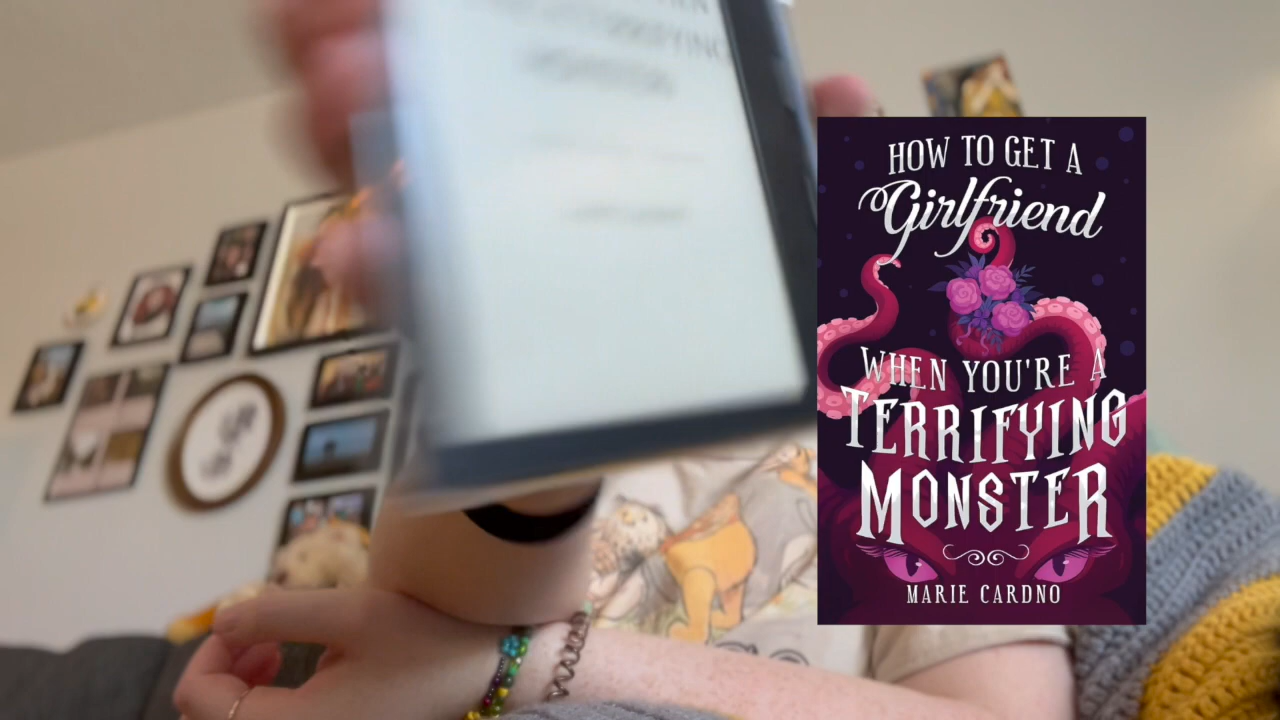 HOW TO GET A
Girlfriend
WHEN YOU'RE A
TERRIFYING
MONSTER
MARIE CARDNO